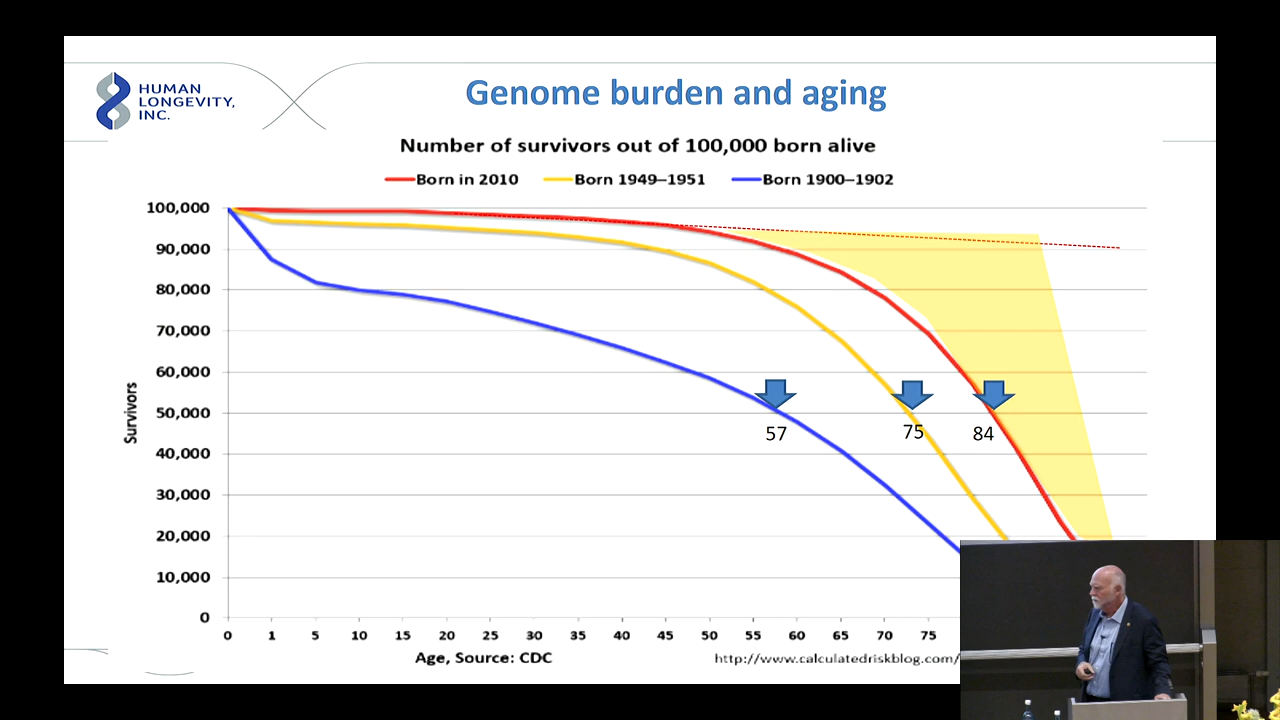 HUMAN
LONGEVITY,
INC.
Genome burden and aging
Number of survivors out of 100,000 born alive
Born in 2010 Born 1949–1951 Born 1900–1902
100,000
90,000
80,000
70,000
60,000
50,000
40,000
30,000
20,000
10,000
0
Survivors
57 75 84
0 1 5 10 15 20 25 30 35 40 45 50 55 60 65 70 75
Age, Source: CDC
http://www.calculatedriskblog.com/